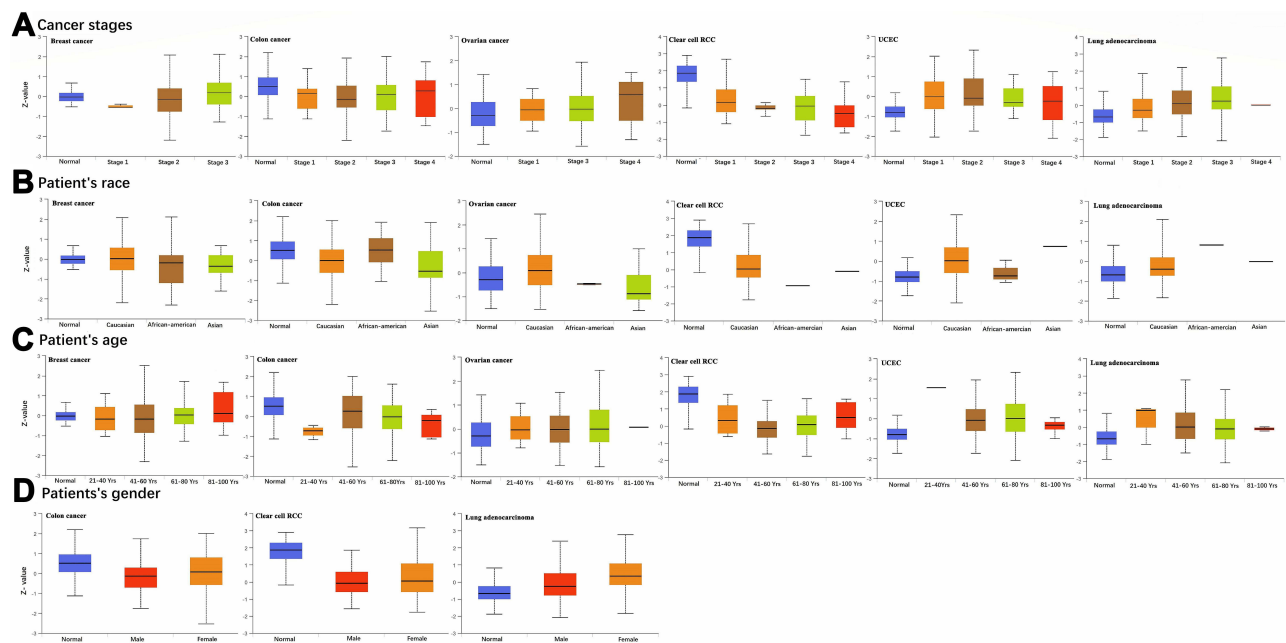 A Cancer stages
Breast cancer Colon cancer Ovarian cancer Clear cell RCC UCEC Lung adenocarcinoma
Z-value
3 2 1 0 -1 -2 -3
Normal Stage 1 Stage 2 Stage 3
Normal Stage 1 Stage 2 Stage 3 Stage 4
Normal Stage 1 Stage 3 Stage 4
Normal Stage 1 Stage 2 Stage 3 Stage 4
Normal Stage 1 Stage 2 Stage 3 Stage 4
Normal Stage 1 Stage 2 Stage 3 Stage 4
B Patient's race
Breast cancer Colon cancer Ovarian cancer Clear cell RCC UCEC Lung adenocarcinoma
Z-value
Normal Caucasian African-american Asian
Normal Caucasian African-american Asian
Normal Caucasian African-american Asian
Normal Caucasian African-american Asian
Normal Caucasian African-amercian Asian
Normal Caucasian African-amercian Asian
C Patient's age
Breast cancer Colon cancer Ovarian cancer Clear cell RCC UCEC Lung adenocarcinoma
Z-value
Normal 21-40 Yrs 41-60 Yrs 61-80 Yrs 81-100 Yrs
Normal 21-40 Yrs 41-60 Yrs 61-80Yrs 81-100 Yrs
Normal 21-40 Yrs 41-60 Yrs 61-80 Yrs 81-100 Yrs
Normal 21-40 Yrs 41-60 Yrs 61-80 Yrs 81-100 Yrs
Normal 21-40Yrs 41-60 Yrs 61-80 Yrs 81-100 Yrs
Normal 21-40 Yrs 41-60 Yrs 61-80 Yrs 81-100 Yrs
D Patients's gender
Colon cancer Clear cell RCC Lung adenocarcinoma
Z-value
Normal Male Female
Normal Male Female
Normal Male Female